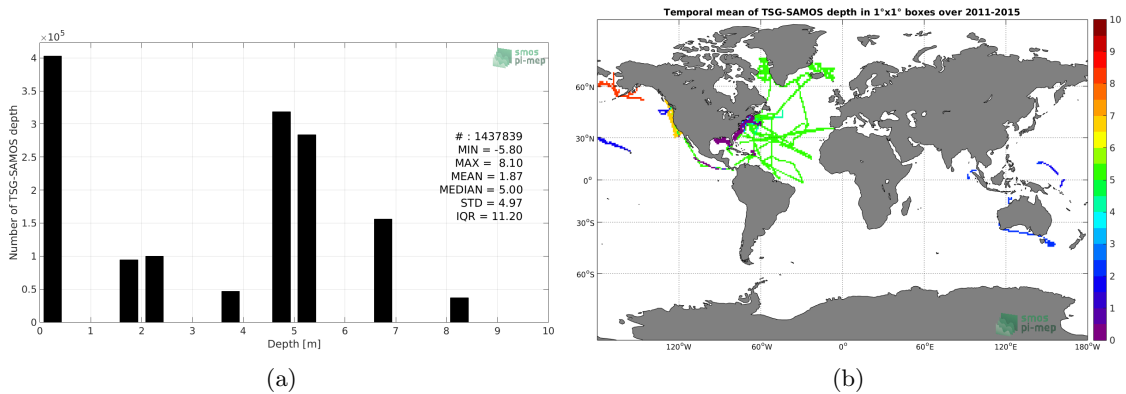 ×10⁵
4
3.5
3
2.5
2
1.5
1
0.5
0
0 1 2 3 4 5 6 7 8 9 10
Number of TSG-SAMOS depth
Depth [m]
smos
pi-mep
# : 1437839
MIN = -5.80
MAX = 8.10
MEAN = 1.87
MEDIAN = 5.00
STD = 4.97
IQR = 11.20
(a)
Temporal mean of TSG-SAMOS depth in 1°x1° boxes over 2011-2015
60°N
30°N
0°
30°S
60°S
120°W 60°W 0° 60°E 120°E 180°W
smos
pi-mep
10
9
8
7
6
5
4
3
2
1
0
(b)